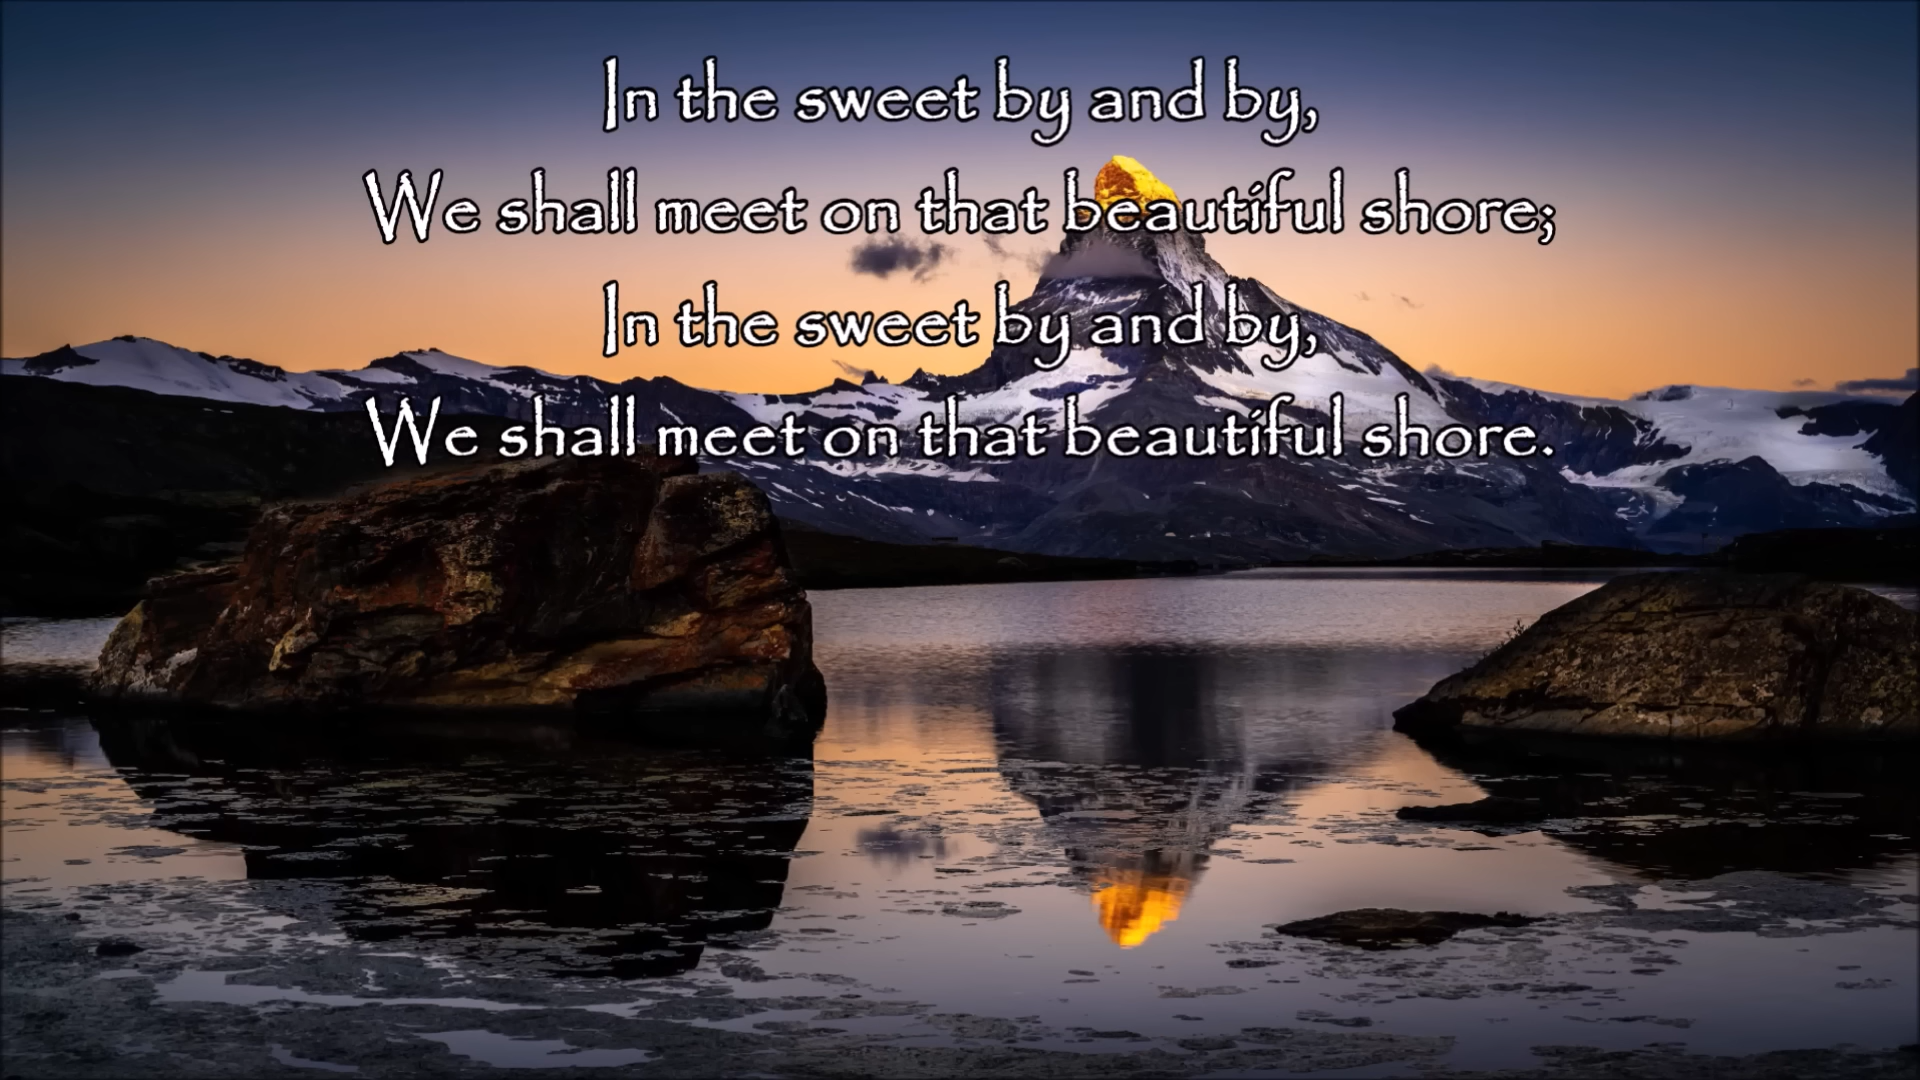 In the sweet by and by,
We shall meet on that beautiful shore;
In the sweet by and by,
We shall meet on that beautiful shore.